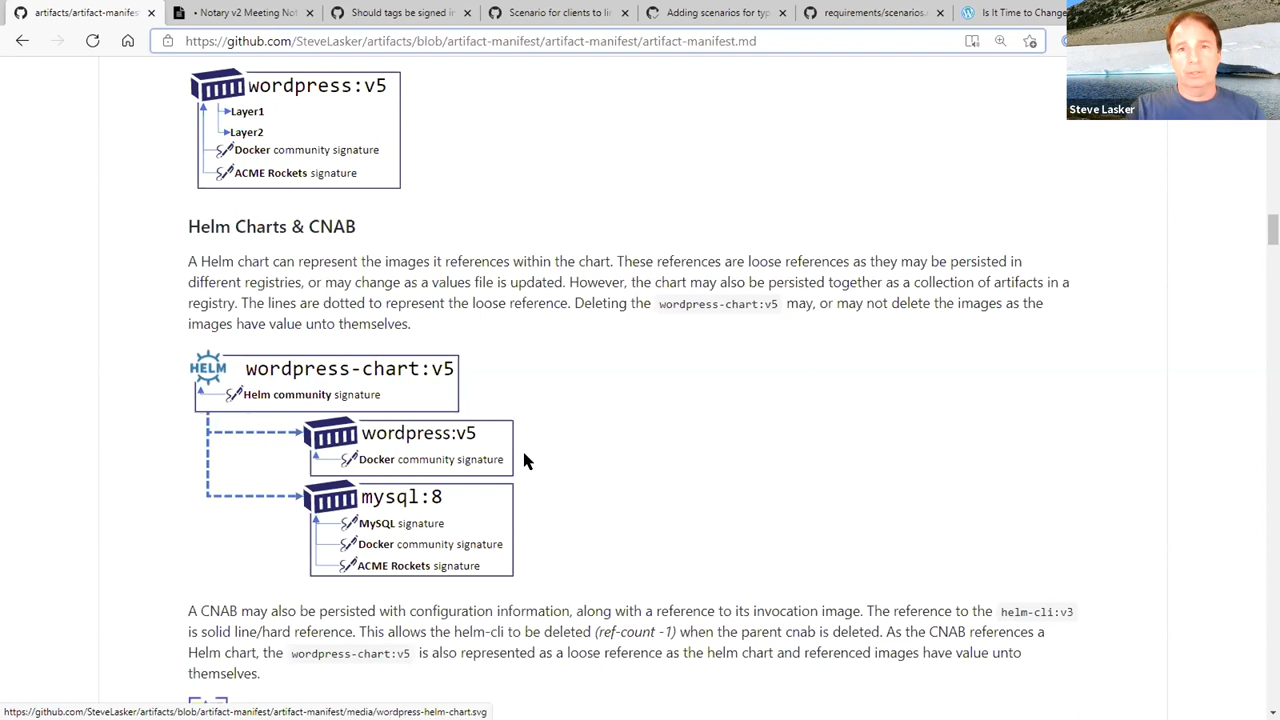 artifacts/artifact-manifes
• Notary v2 Meeting Not
Should tags be signed i
Scenario for clients to li
Adding scenarios for typ
requirements/scenarios.
Is It Time to Change
https://github.com/SteveLasker/artifacts/blob/artifact-manifest/artifact-manifest/artifact-manifest.md
Steve Lasker
wordpress:v5
Layer1
Layer2
Docker community signature
ACME Rockets signature
Helm Charts & CNAB
A Helm chart can represent the images it references within the chart. These references are loose references as they may be persisted in
different registries, or may change as a values file is updated. However, the chart may also be persisted together as a collection of artifacts in a
registry. The lines are dotted to represent the loose reference. Deleting the wordpress-chart:v5 may, or may not delete the images as the
images have value unto themselves.
HELM
wordpress-chart:v5
Helm community signature
wordpress:v5
Docker community signature
mysql:8
MySQL signature
Docker community signature
ACME Rockets signature
A CNAB may also be persisted with configuration information, along with a reference to its invocation image. The reference to the helm-cli:v3
is solid line/hard reference. This allows the helm-cli to be deleted (ref-count -1) when the parent cnab is deleted. As the CNAB references a
Helm chart, the wordpress-chart:v5 is also represented as a loose reference as the helm chart and referenced images have value unto
themselves.
https://github.com/SteveLasker/artifacts/blob/artifact-manifest/artifact-manifest/media/wordpress-helm-chart.svg